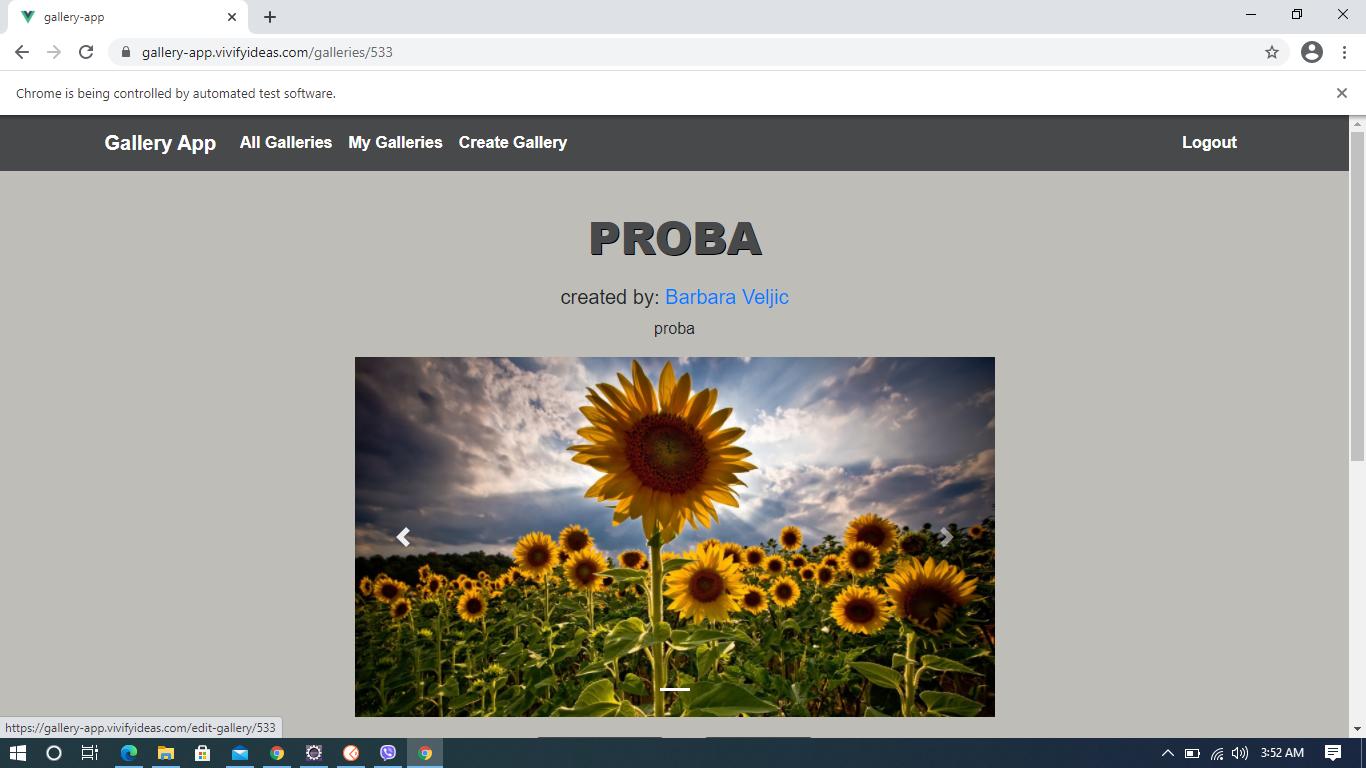 gallery-app
gallery-app.vivifyideas.com/galleries/533
Chrome is being controlled by automated test software.
Gallery App All Galleries My Galleries Create Gallery Logout
PROBA
created by: Barbara Veljic
proba
https://gallery-app.vivifyideas.com/edit-gallery/533
3:52 AM